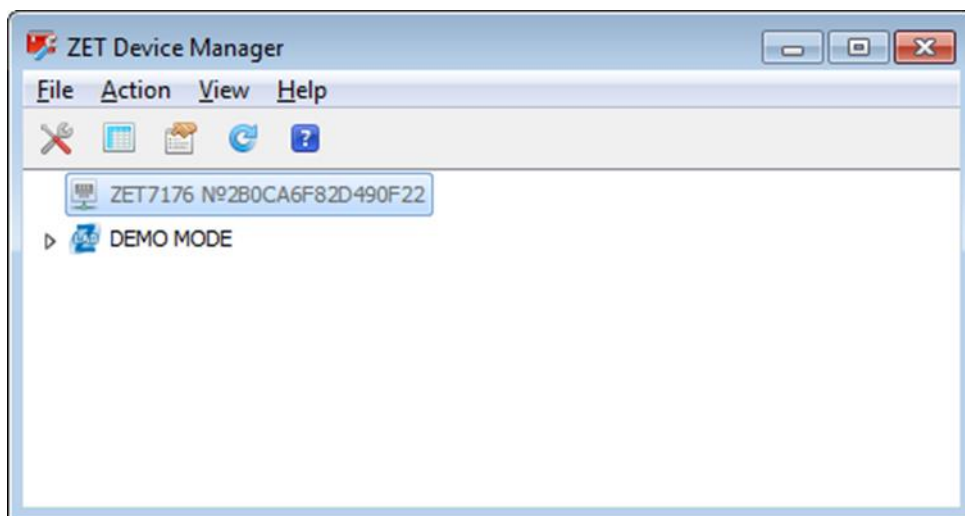 ZET Device Manager
File Action View Help
?
ZET7176 №2B0CA6F82D490F22
DEMO MODE